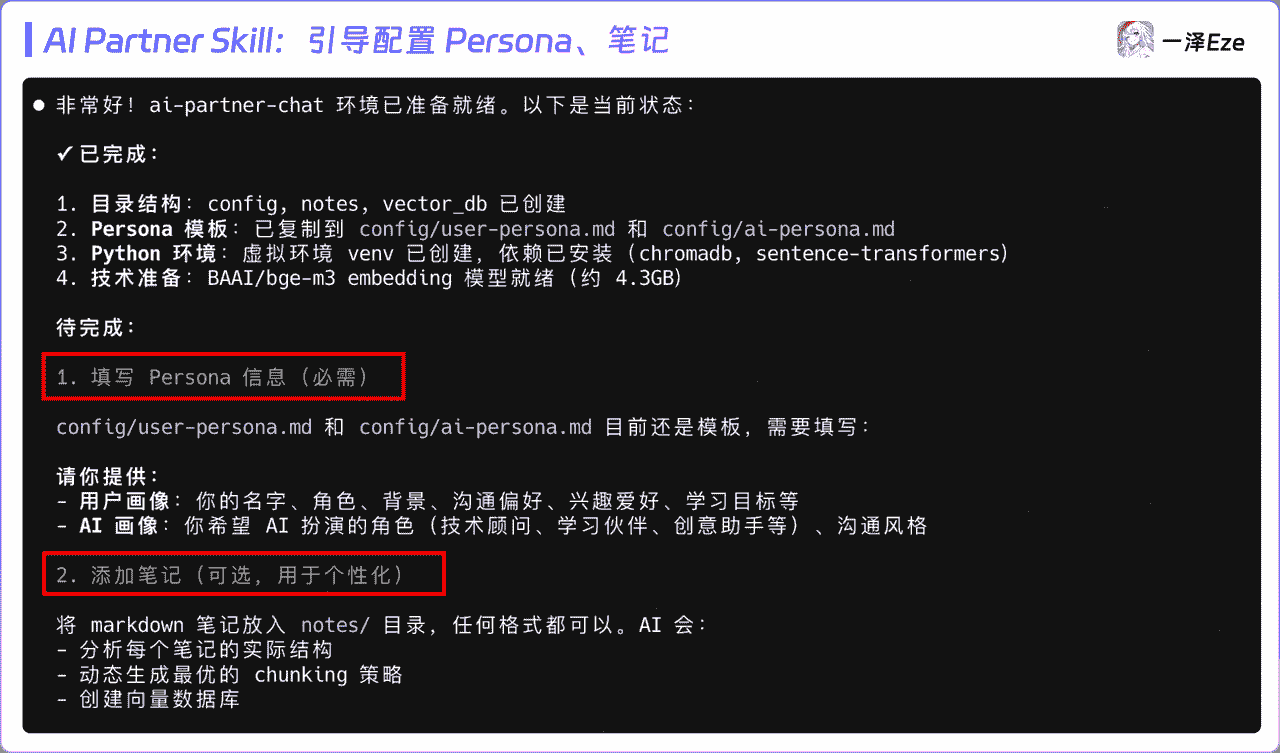 AI Partner Skill：引导配置 Persona、笔记
一泽Eze
● 非常好！ai-partner-chat 环境已准备就绪。以下是当前状态：
✓ 已完成：
1. 目录结构：config, notes, vector_db 已创建
2. Persona 模板：已复制到 config/user-persona.md 和 config/ai-persona.md
3. Python 环境：虚拟环境 venv 已创建，依赖已安装（chromadb, sentence-transformers）
4. 技术准备：BAAI/bge-m3 embedding 模型就绪（约 4.3GB）
待完成：
1. 填写 Persona 信息（必需）
config/user-persona.md 和 config/ai-persona.md 目前还是模板，需要填写：
请你提供：
- 用户画像：你的名字、角色、背景、沟通偏好、兴趣爱好、学习目标等
- AI 画像：你希望 AI 扮演的角色（技术顾问、学习伙伴、创意助手等）、沟通风格
2. 添加笔记（可选，用于个性化）
将 markdown 笔记放入 notes/ 目录，任何格式都可以。AI 会：
- 分析每个笔记的实际结构
- 动态生成最优的 chunking 策略
- 创建向量数据库